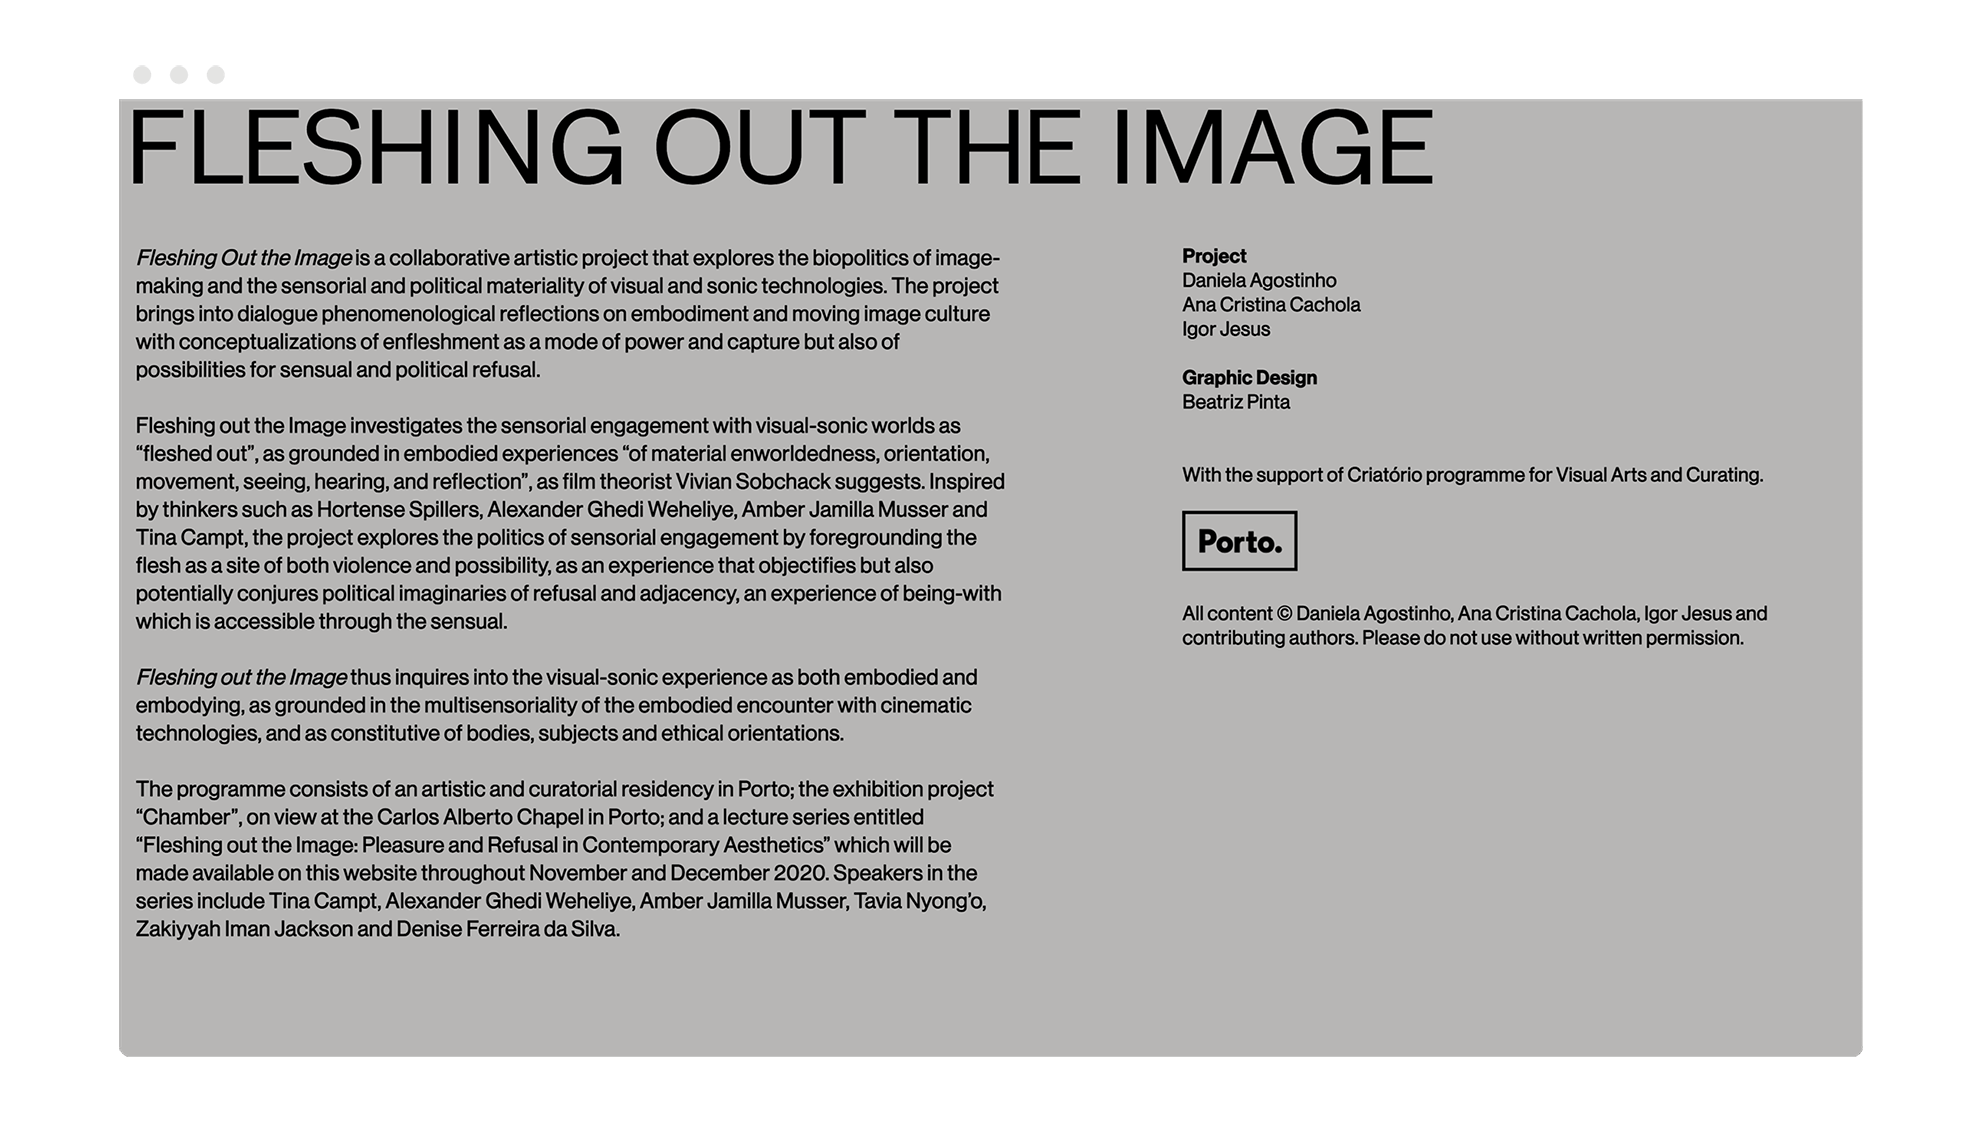 FLESHING OUT THE IMAGE
Fleshing Out the Image is a collaborative artistic project that explores the biopolitics of image-
making and the sensorial and political materiality of visual and sonic technologies. The project
brings into dialogue phenomenological reflections on embodiment and moving image culture
with conceptualizations of enfleshment as a mode of power and capture but also of
possibilities for sensual and political refusal.
Fleshing out the Image investigates the sensorial engagement with visual-sonic worlds as
“fleshed out”, as grounded in embodied experiences “of material enworldedness, orientation,
movement, seeing, hearing, and reflection”, as film theorist Vivian Sobchack suggests. Inspired
by thinkers such as Hortense Spillers, Alexander Ghedi Weheliye, Amber Jamilla Musser and
Tina Campt, the project explores the politics of sensorial engagement by foregrounding the
flesh as a site of both violence and possibility, as an experience that objectifies but also
potentially conjures political imaginaries of refusal and adjacency, an experience of being-with
which is accessible through the sensual.
Fleshing out the Image thus inquires into the visual-sonic experience as both embodied and
embodying, as grounded in the multisensoriality of the embodied encounter with cinematic
technologies, and as constitutive of bodies, subjects and ethical orientations.
The programme consists of an artistic and curatorial residency in Porto; the exhibition project
“Chamber”, on view at the Carlos Alberto Chapel in Porto; and a lecture series entitled
“Fleshing out the Image: Pleasure and Refusal in Contemporary Aesthetics” which will be
made available on this website throughout November and December 2020. Speakers in the
series include Tina Campt, Alexander Ghedi Weheliye, Amber Jamilla Musser, Tavia Nyong’o,
Zakiyyah Iman Jackson and Denise Ferreira da Silva.
Project
Daniela Agostinho
Ana Cristina Cachola
Igor Jesus
Graphic Design
Beatriz Pinta
With the support of Criatório programme for Visual Arts and Curating.
Porto.
All content © Daniela Agostinho, Ana Cristina Cachola, Igor Jesus and
contributing authors. Please do not use without written permission.